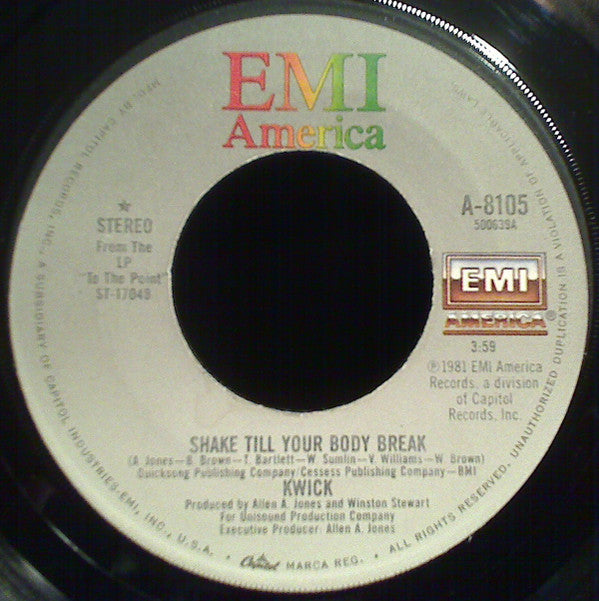 EMI
America
★
STEREO
From The
LP
"To The Point"
ST-17049
A-8105
500639A
EMI
AMERICA®
3:59
℗1981 EMI America
Records, a division
of Capitol
Records, Inc.
SHAKE TILL YOUR BODY BREAK
(A. Jones—B. Brown—T. Bartlett—W. Sumlin—V. Williams—W. Brown)
Quicksong Publishing Company/Cessess Publishing Company—BMI
KWICK
Produced by Allen A. Jones and Winston Stewart
For Unisound Production Company
Executive Producer: Allen A. Jones
MFG. BY CAPITOL RECORDS, INC., A SUBSIDIARY OF CAPITOL INDUSTRIES-EMI, INC., U.S.A. • Capitol MARCA REG. • ALL RIGHTS RESERVED. UNAUTHORIZED DUPLICATION IS A VIOLATION OF APPLICABLE LAWS.